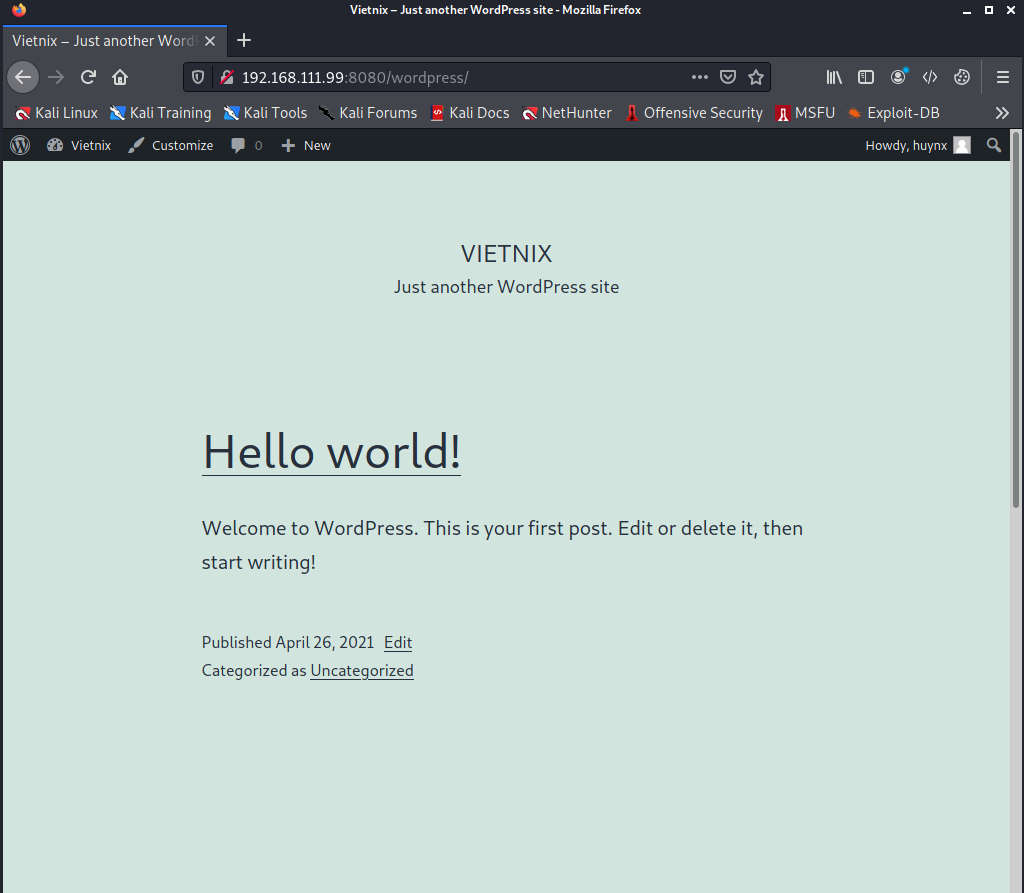 Vietnix – Just another WordPress site - Mozilla Firefox
Vietnix – Just another Word
192.168.111.99:8080/wordpress/
Kali Linux Kali Training Kali Tools Kali Forums Kali Docs NetHunter Offensive Security MSFU Exploit-DB
Vietnix Customize 0 New Howdy, huynx
VIETNIX
Just another WordPress site
Hello world!
Welcome to WordPress. This is your first post. Edit or delete it, then
start writing!
Published April 26, 2021 Edit
Categorized as Uncategorized